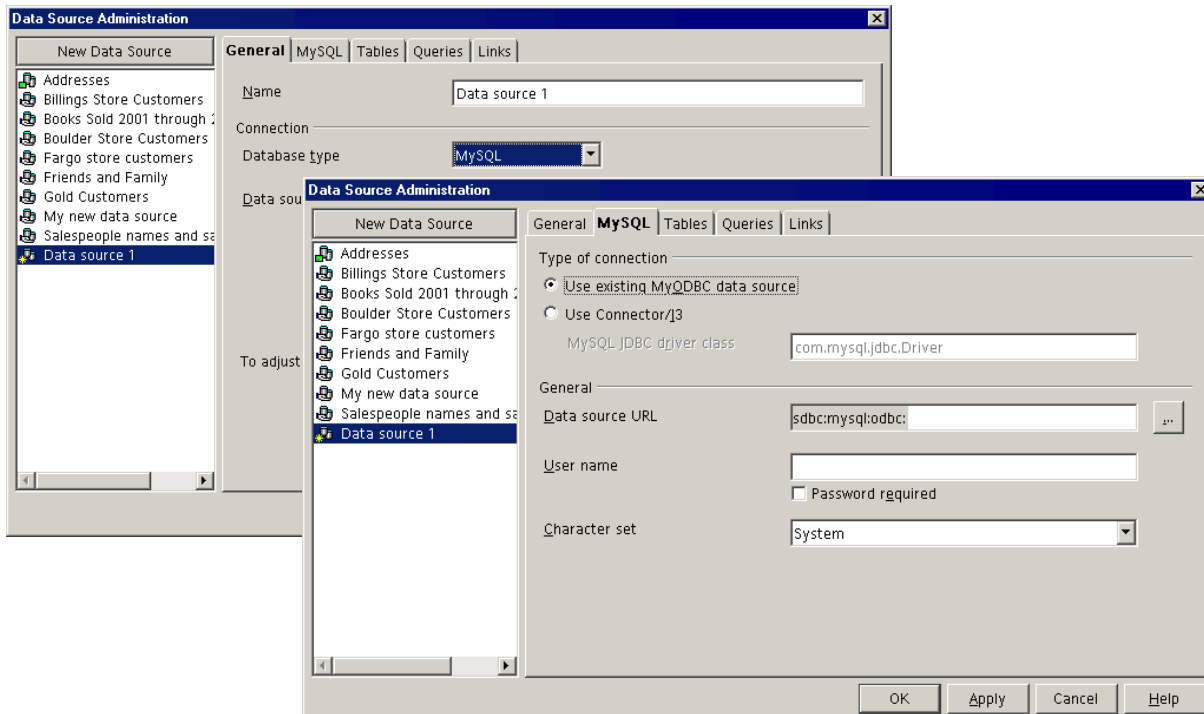 Data Source Administration
New Data Source
Addresses
Billings Store Customers
Books Sold 2001 through 2
Boulder Store Customers
Fargo store customers
Friends and Family
Gold Customers
My new data source
Salespeople names and sa
Data source 1
General MySQL Tables Queries Links
Name Data source 1
Connection
Database type MySQL
Data sou
To adjust
Data Source Administration
New Data Source
Addresses
Billings Store Customers
Books Sold 2001 through 2
Boulder Store Customers
Fargo store customers
Friends and Family
Gold Customers
My new data source
Salespeople names and sa
Data source 1
General MySQL Tables Queries Links
Type of connection
Use existing MyODBC data source
Use Connector/J3
MySQL JDBC driver class com.mysql.jdbc.Driver
General
Data source URL sdbc:mysql:odbc: ...
User name
Password required
Character set System
OK Apply Cancel Help